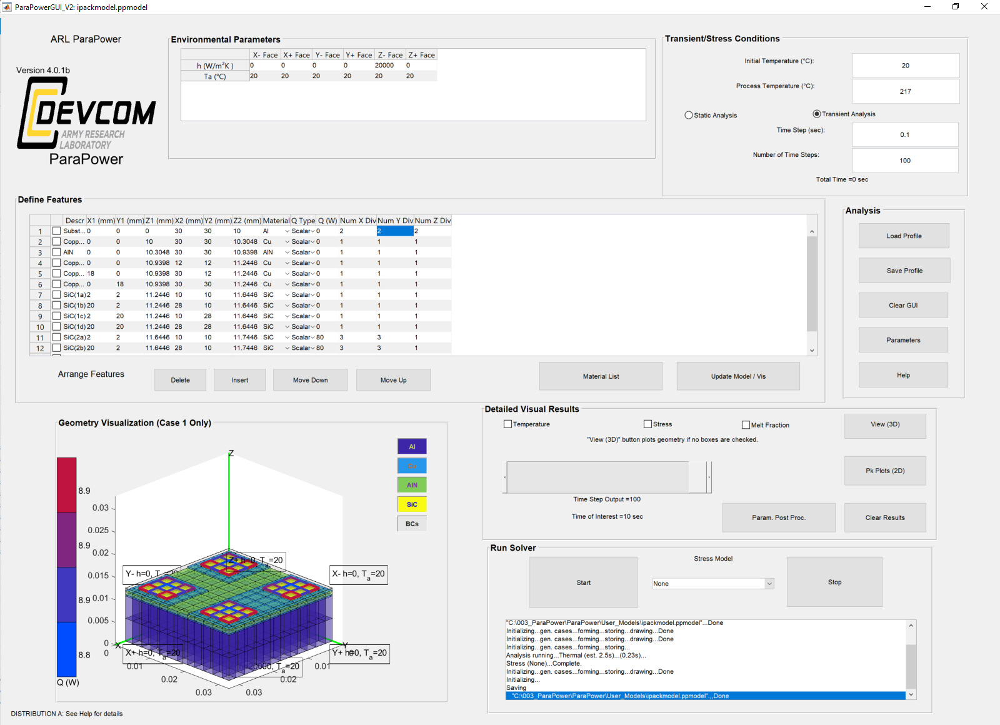 ParaPowerGUI_V2: ipackmodel.ppmodel
ARL ParaPower
Version 4.0.1b
DEVCOM
ARMY RESEARCH
LABORATORY
ParaPower
Environmental Parameters
X- Face X+ Face Y- Face Y+ Face Z- Face Z+ Face
h (W/m²K ) 0 0 0 0 20000 0
Ta (°C) 20 20 20 20 20 20
Transient/Stress Conditions
Initial Temperature (°C): 20
Process Temperature (°C): 217
Static Analysis Transient Analysis
Time Step (sec): 0.1
Number of Time Steps: 100
Total Time =0 sec
Define Features
Descr X1 (mm) Y1 (mm) Z1 (mm) X2 (mm) Y2 (mm) Z2 (mm) Material Q Type Q (W) Num X Div Num Y Div Num Z Div
1 Subst... 0 0 0 30 30 10 Al Scalar 0 2 2 2
2 Copp... 0 0 10 30 30 10.3048 Cu Scalar 0 1 1 1
3 AlN 0 0 10.3048 30 30 10.9398 AlN Scalar 0 1 1 1
4 Copp... 0 0 10.9398 12 12 11.2446 Cu Scalar 0 1 1 1
5 Copp... 18 0 10.9398 30 12 11.2446 Cu Scalar 0 1 1 1
6 Copp... 0 18 10.9398 30 30 11.2446 Cu Scalar 0 1 1 1
7 SiC(1a) 2 2 11.2446 10 10 11.6446 SiC Scalar 0 1 1 1
8 SiC(1b) 20 2 11.2446 28 10 11.6446 SiC Scalar 0 1 1 1
9 SiC(1c) 2 20 11.2446 10 28 11.6446 SiC Scalar 0 1 1 1
10 SiC(1d) 20 20 11.2446 28 28 11.6446 SiC Scalar 0 1 1 1
11 SiC(2a) 2 2 11.6446 10 10 11.7446 SiC Scalar 80 3 3 1
12 SiC(2b) 20 2 11.6446 28 10 11.7446 SiC Scalar 80 3 3 1
Arrange Features Delete Insert Move Down Move Up Material List Update Model / Vis
Analysis
Load Profile
Save Profile
Clear GUI
Parameters
Help
Geometry Visualization (Case 1 Only)
Al
Cu
AlN
SiC
BCs
8.9
8.9
8.9
8.8
Q (W)
Z
0.03
0.025
0.02
0.015
0.01
0.005
0
Z+ h=0, Ta=20
Y- h=0, Ta=20
X- h=0, Ta=20
X
Y
X+ h=0, Ta=20
Y+ h=0, Ta=20
20000, Ta=20
0
0.01
0.02
0.03
0.01
0.02
0.03
Detailed Visual Results
Temperature Stress Melt Fraction
"View (3D)" button plots geometry if no boxes are checked.
View (3D)
Pk Plots (2D)
Time Step Output =100
Time of Interest =10 sec
Param. Post Proc. Clear Results
Run Solver
Start
Stress Model
None
Stop
"C:\003_ParaPower\ParaPower\User_Models\ipackmodel.ppmodel"...Done
Initializing...gen. cases...forming...storing...drawing...Done
Initializing...gen. cases...forming...storing...drawing...Done
Initializing...gen. cases...forming...storing...
Analysis running...Thermal (est. 2.5s)...(0.23s)...
Stress (None)...Complete.
Initializing...gen. cases...forming...storing...drawing...Done
Initializing...
Saving
"C:\003_ParaPower\ParaPower\User_Models\ipackmodel.ppmodel".,,Done
DISTRIBUTION A: See Help for details